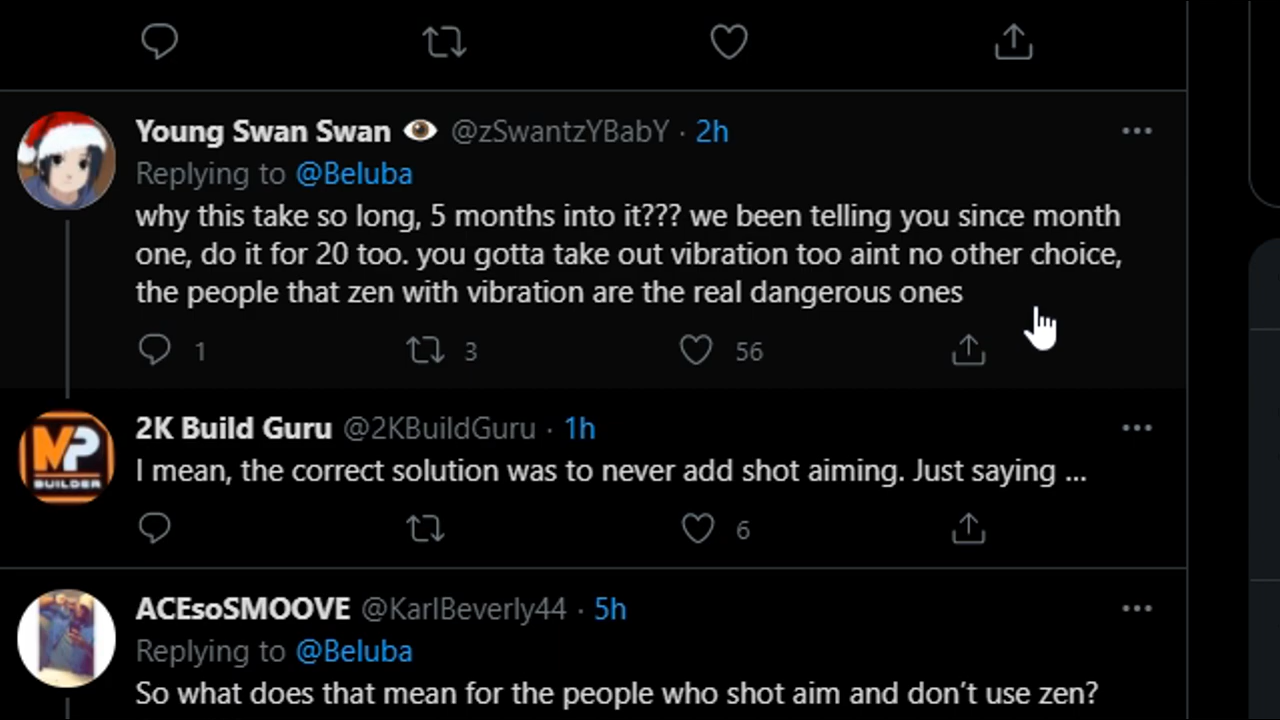 Young Swan Swan 👁 @zSwantzYBabY · 2h
Replying to @Beluba
why this take so long, 5 months into it??? we been telling you since month
one, do it for 20 too. you gotta take out vibration too aint no other choice,
the people that zen with vibration are the real dangerous ones
1 3 56
2K Build Guru @2KBuildGuru · 1h
I mean, the correct solution was to never add shot aiming. Just saying ...
MP
BUILDER
6
ACEsoSMOOVE @KarlBeverly44 · 5h
Replying to @Beluba
So what does that mean for the people who shot aim and don’t use zen?